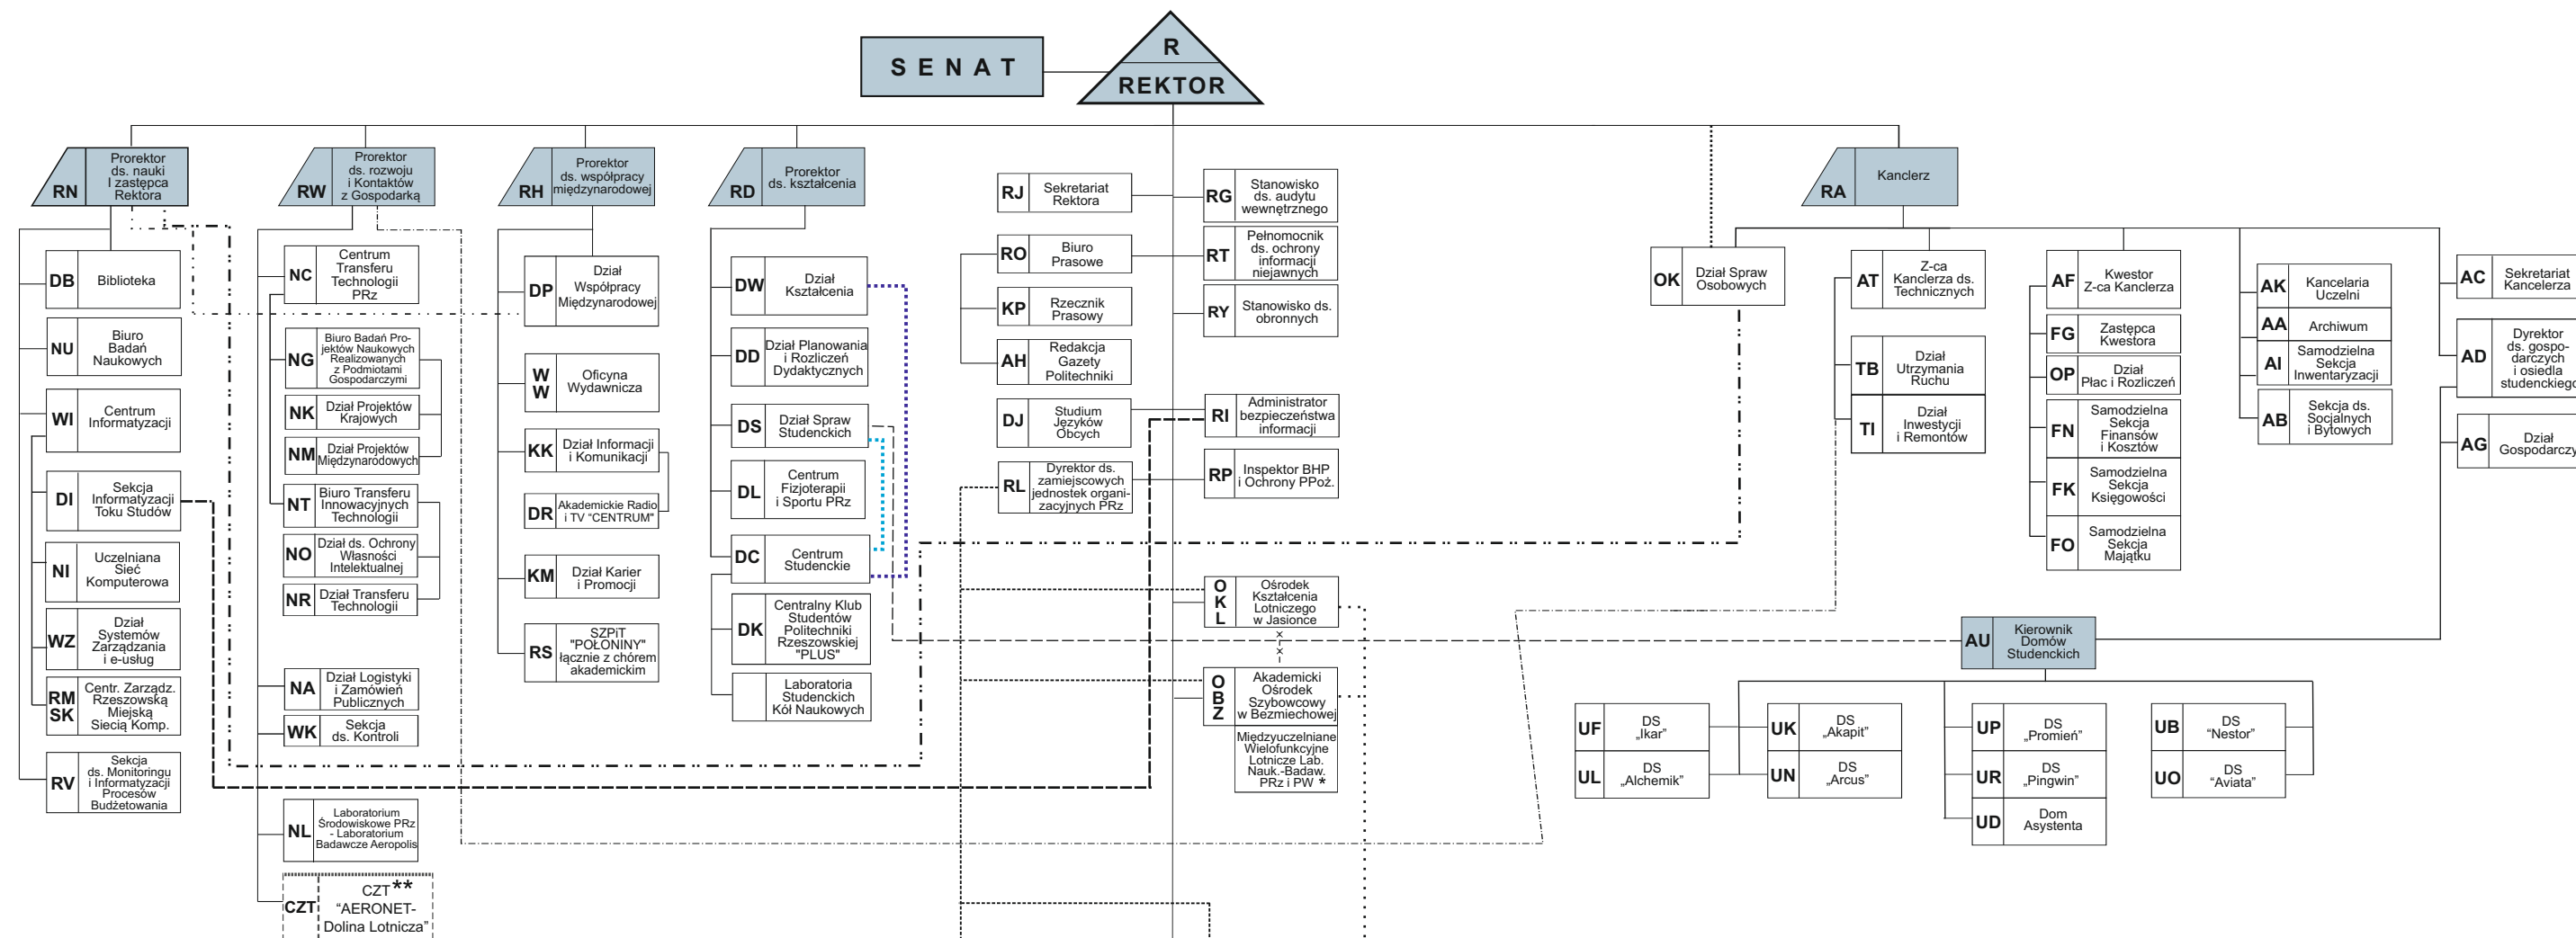 SENAT
R
REKTOR
RN
Prorektor
ds. nauki
I zastępca
Rektora
RW
Prorektor
ds. rozwoju
i Kontaktów
z Gospodarką
RH
Prorektor
ds. współpracy
międzynarodowej
RD
Prorektor
ds. kształcenia
RA
Kanclerz
DB
Biblioteka
NU
Biuro
Badań
Naukowych
WI
Centrum
Informatyzacji
DI
Sekcja
Informatyzacji
Toku Studów
NI
Uczelniana
Sieć
Komputerowa
WZ
Dział
Systemów
Zarządzania
i e-usług
RM
SK
Centr. Zarządz.
Rzeszowską
Miejską
Siecią Komp.
RV
Sekcja
ds. Monitoringu
i Informatyzacji
Procesów
Budżetowania
NC
Centrum
Transferu
Technologii
PRz
NG
Biuro Badań Pro-
jektów Naukowych
Realizowanych
z Podmiotami
Gospodarczymi
NK
Dział Projektów
Krajowych
NM
Dział Projektów
Międzynarodowych
NT
Biuro Transferu
Innowacyjnych
Technologii
NO
Dział ds. Ochrony
Własności
Intelektualnej
NR
Dział Transferu
Technologii
NA
Dział Logistyki
i Zamówień
Publicznych
WK
Sekcja
ds. Kontroli
NL
Laboratorium
Środowiskowe PRz
- Laboratorium
Badawcze Aeropolis
CZT
CZT**
“AERONET-
Dolina Lotnicza”
DP
Dział
Współpracy
Międzynarodowej
W
W
Oficyna
Wydawnicza
KK
Dział Informacji
i Komunikacji
DR
Akademickie Radio
i TV "CENTRUM"
KM
Dział Karier
i Promocji
RS
SZPiT
"POŁONINY"
łącznie z chórem
akademickim
DW
Dział
Kształcenia
DD
Dział Planowania
i Rozliczeń
Dydaktycznych
DS
Dział Spraw
Studenckich
DL
Centrum
Fizjoterapii
i Sportu PRz
DC
Centrum
Studenckie
DK
Centralny Klub
Studentów
Politechniki
Rzeszowskiej
"PLUS"
Laboratoria
Studenckich
Kół Naukowych
RJ
Sekretariat
Rektora
RO
Biuro
Prasowe
KP
Rzecznik
Prasowy
AH
Redakcja
Gazety
Politechniki
DJ
Studium
Języków
Obcych
RL
Dyrektor ds.
zamiejscowych
jednostek organi-
zacyjnych PRz
RG
Stanowisko
ds. audytu
wewnętrznego
RT
Pełnomocnik
ds. ochrony
informacji
niejawnych
RY
Stanowisko ds.
obronnych
RI
Administrator
bezpieczeństwa
informacji
RP
Inspektor BHP
i Ochrony PPoż.
O
K
L
Ośrodek
Kształcenia
Lotniczego
w Jasionce
O
B
Z
Akademicki
Ośrodek
Szybowcowy
w Bezmiechowej
Międzyuczelniane
Wielofunkcyjne
Lotnicze Lab.
Nauk.-Badaw.
PRz i PW *
OK
Dział Spraw
Osobowych
AT
Z-ca
Kanclerza ds.
Technicznych
TB
Dział
Utrzymania
Ruchu
TI
Dział
Inwestycji
i Remontów
AF
Kwestor
Z-ca Kanclerza
FG
Zastępca
Kwestora
OP
Dział
Płac i Rozliczeń
FN
Samodzielna
Sekcja
Finansów
i Kosztów
FK
Samodzielna
Sekcja
Księgowości
FO
Samodzielna
Sekcja
Majątku
AK
Kancelaria
Uczelni
AA
Archiwum
AI
Samodzielna
Sekcja
Inwentaryzacji
AB
Sekcja ds.
Socjalnych
i Bytowych
AC
Sekretariat
Kancelerza
AD
Dyrektor
ds. gospo-
darczych
i osiedla
studenckiego
AG
Dział
Gospodarczy
AU
Kierownik
Domów
Studenckich
UF
DS
„Ikar”
UL
DS
„Alchemik”
UK
DS
„Akapit”
UN
DS
„Arcus”
UP
DS
„Promień”
UR
DS
„Pingwin”
UD
Dom
Asystenta
UB
DS
“Nestor”
UO
DS
“Aviata”